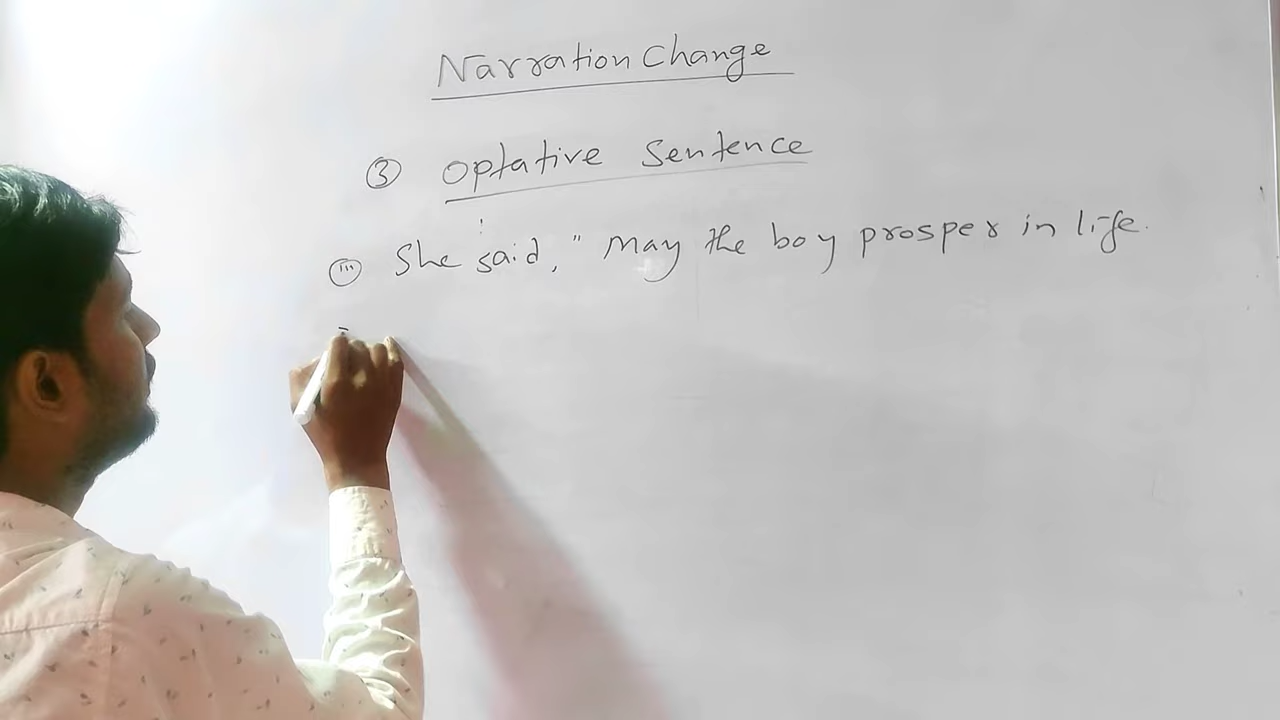 Narration Change
③ Optative Sentence
ⅲ She said, " May the boy prosper in life.